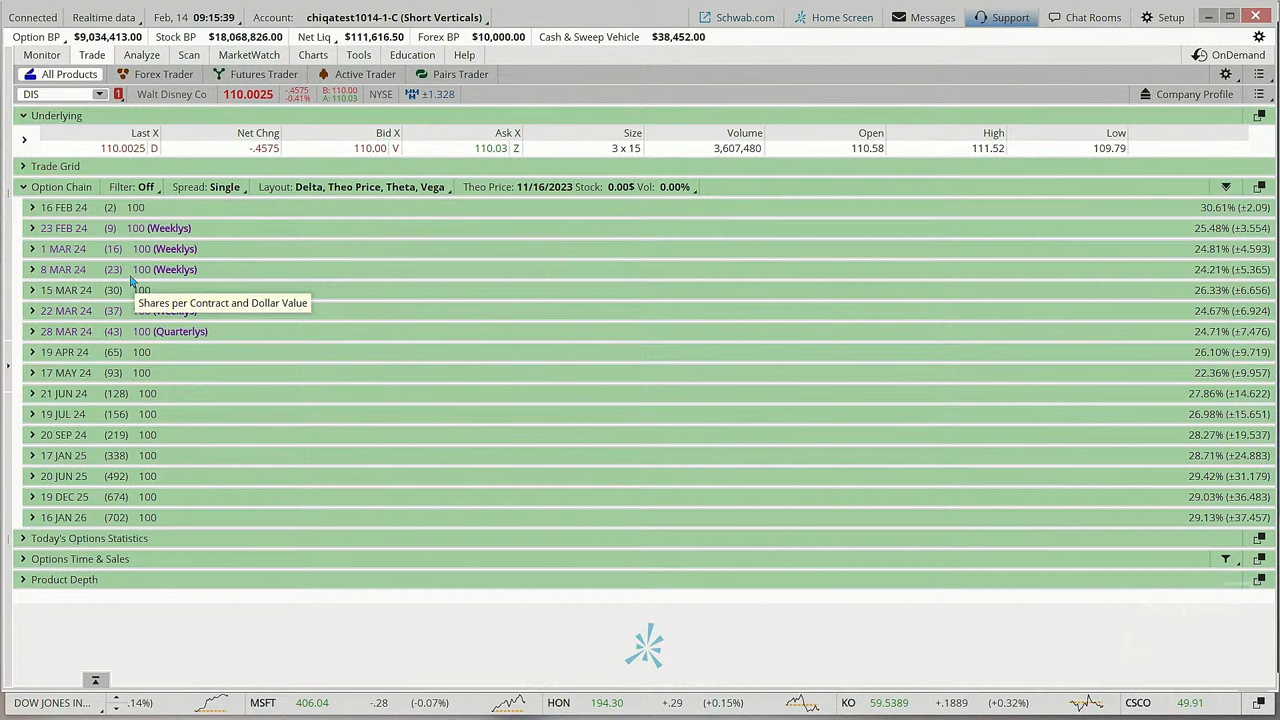 Connected Realtime data Feb, 14 09:15:39 Account: chiqatest1014-1-C (Short Verticals) Schwab.com Home Screen Messages Support Chat Rooms Setup
Option BP $9,034,413.00 Stock BP $18,068,826.00 Net Liq $111,616.50 Forex BP $10,000.00 Cash & Sweep Vehicle $38,452.00
Monitor Trade Analyze Scan MarketWatch Charts Tools Education Help OnDemand
All Products Forex Trader Futures Trader Active Trader Pairs Trader
DIS 1 Walt Disney Co 110.0025 -.4575 -0.41% B: 110.00 A: 110.03 NYSE ±1.328 Company Profile
Underlying
Last X Net Chng Bid X Ask X Size Volume Open High Low
110.0025 D -.4575 110.00 V 110.03 Z 3 x 15 3,607,480 110.58 111.52 109.79
Trade Grid
Option Chain Filter: Off Spread: Single Layout: Delta, Theo Price, Theta, Vega Theo Price: 11/16/2023 Stock: 0.00$ Vol: 0.00%
16 FEB 24 (2) 100 30.61% (±2.09)
23 FEB 24 (9) 100 (Weeklys) 25.48% (±3.554)
1 MAR 24 (16) 100 (Weeklys) 24.81% (±4.593)
8 MAR 24 (23) 100 (Weeklys) 24.21% (±5.365)
15 MAR 24 (30) 100 26.33% (±6.656)
Shares per Contract and Dollar Value
22 MAR 24 (37) 100 (Weeklys) 24.67% (±6.924)
28 MAR 24 (43) 100 (Quarterlys) 24.71% (±7.476)
19 APR 24 (65) 100 26.10% (±9.719)
17 MAY 24 (93) 100 22.36% (±9.957)
21 JUN 24 (128) 100 27.86% (±14.622)
19 JUL 24 (156) 100 26.98% (±15.651)
20 SEP 24 (219) 100 28.27% (±19.537)
17 JAN 25 (338) 100 28.71% (±24.883)
20 JUN 25 (492) 100 29.42% (±31.179)
19 DEC 25 (674) 100 29.03% (±36.483)
16 JAN 26 (702) 100 29.13% (±37.457)
Today's Options Statistics
Options Time & Sales
Product Depth
DOW JONES IN... .14%) MSFT 406.04 -.28 (-0.07%) HON 194.30 +.29 (+0.15%) KO 59.5389 +.1889 (+0.32%) CSCO 49.91